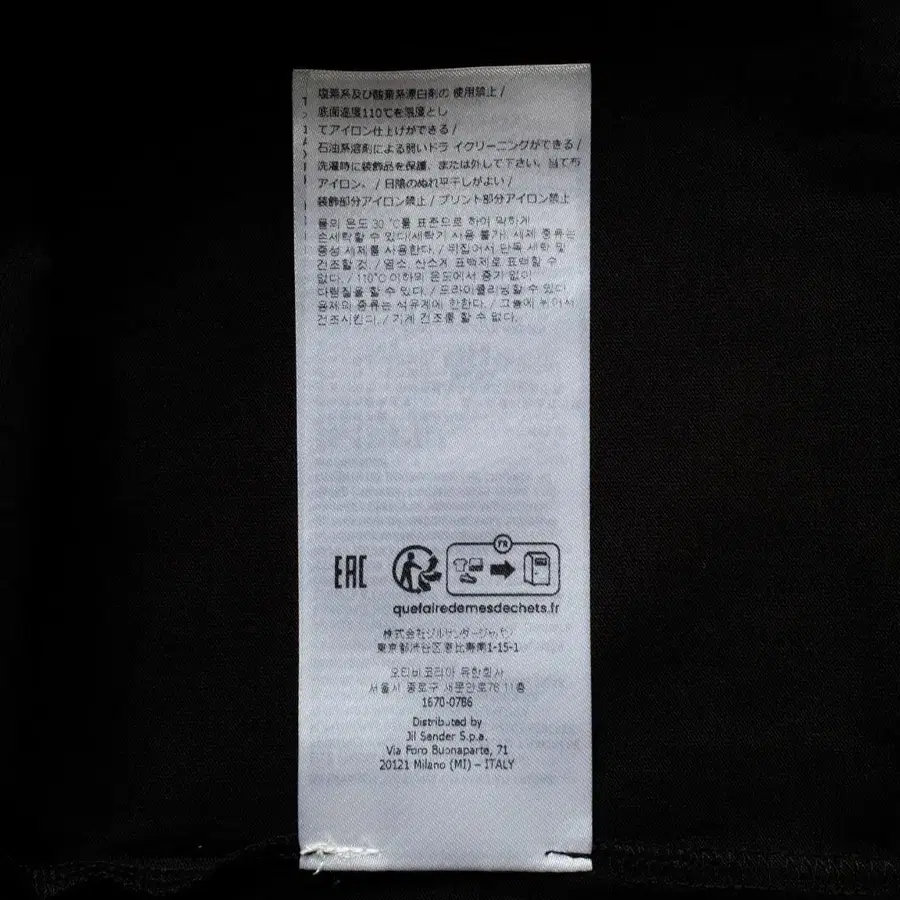 塩素系及び酸素系漂白剤の 使用禁止 /
底面温度110℃を限度とし
てアイロン仕上げができる /
石油系溶剤による弱いドラ イクリーニングができる /
洗濯時に装飾品を保護、または外して下さい。当て布
アイロン。 / 日陰のぬれ平干しがよい /
装飾部分アイロン禁止 / プリント部分アイロン禁止
물의 온도 30 ℃를 표준으로 하여 약하게
손세탁할 수 있다(세탁기 사용 불가). 세제 종류는
중성 세제를 사용한다. / 뒤집어서 단독 세탁 및
건조할 것. / 염소, 산소계 표백제로 표백할 수
없다. / 110℃ 이하의 온도에서 증기 없이
다림질을 할 수 있다. / 드라이클리닝할 수 있다.
용제의 종류는 석유계에 한한다. / 그늘에 뉘어서
건조시킨다. / 기계 건조를 할 수 없다.
EAC
FR
quefairedemesdechets.fr
株式会社ジルサンダージャパン
東京都渋谷区恵比寿南1-15-1
오티비코리아 유한회사
서울시 종로구 새문안로76 11층
1670-0786
Distributed by
Jil Sander S.p.a.
Via Foro Buonaparte, 71
20121 Milano (MI) – ITALY